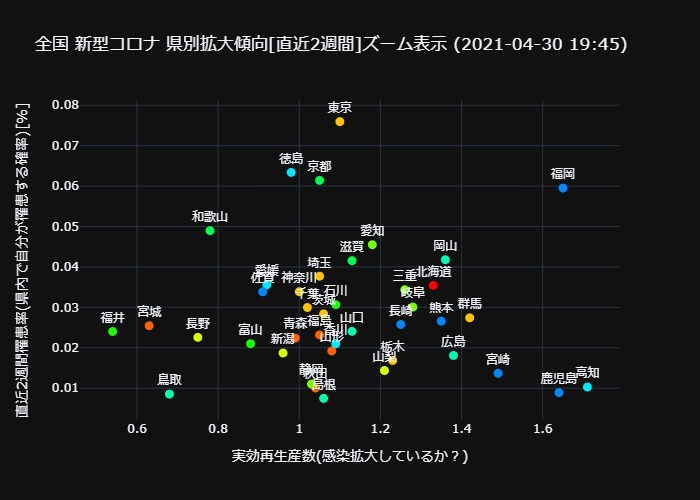 全国 新型コロナ 県別拡大傾向[直近2週間]ズーム表示 (2021-04-30 19:45)
直近2週間罹患率(県内で自分が罹患する確率)[%]
0.08
0.07
0.06
0.05
0.04
0.03
0.02
0.01
東京
徳島
京都
福岡
和歌山
愛知
滋賀
岡山
埼玉
愛媛
佐賀
神奈川
三重
北海道
千葉
石川
茨城
岐阜
長崎
熊本
群馬
福井
宮城
長野
富山
新潟
青森
福島
香川
山口
山形
栃木
山梨
広島
宮崎
鳥取
静岡
秋田
島根
鹿児島
高知
0.6
0.8
1
1.2
1.4
1.6
実効再生産数(感染拡大しているか？)